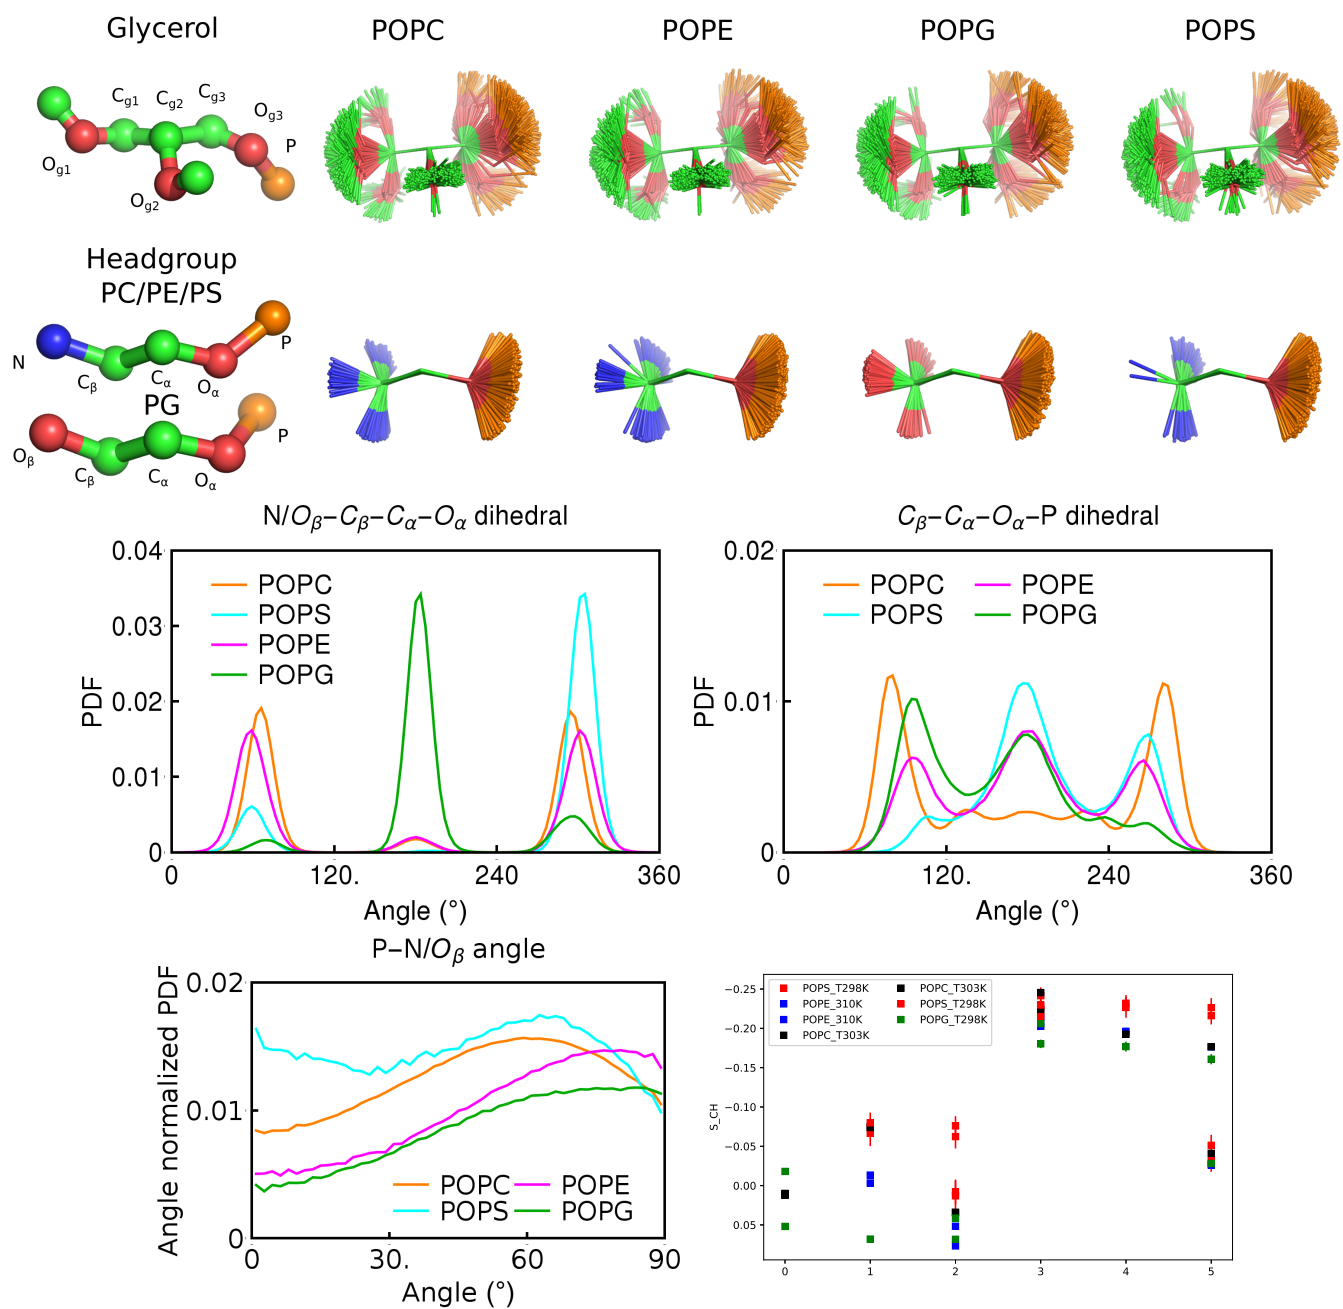 Glycerol POPC POPE POPG POPS
Cg1 Cg2 Cg3
Og3
P
Og1
Og2
Headgroup
PC/PE/PS
N
P
Cβ Cα Oα
PG
Oβ
P
Cβ Cα Oα
N/Oβ–Cβ–Cα–Oα dihedral
0.04
0.03
0.02
0.01
0
PDF
POPC
POPS
POPE
POPG
0 120. 240 360
Angle (°)
Cβ–Cα–Oα–P dihedral
0.02
0.01
0
PDF
POPC POPE
POPS POPG
0 120. 240 360
Angle (°)
P–N/Oβ angle
0.02
0.01
0
Angle normalized PDF
POPC POPE
POPS POPG
0 30. 60 90
Angle (°)
−0.25
−0.20
−0.15
−0.10
−0.05
0.00
0.05
S_CH
POPS_T298K POPC_T303K
POPE_310K POPS_T298K
POPE_310K POPG_T298K
POPC_T303K
0 1 2 3 4 5